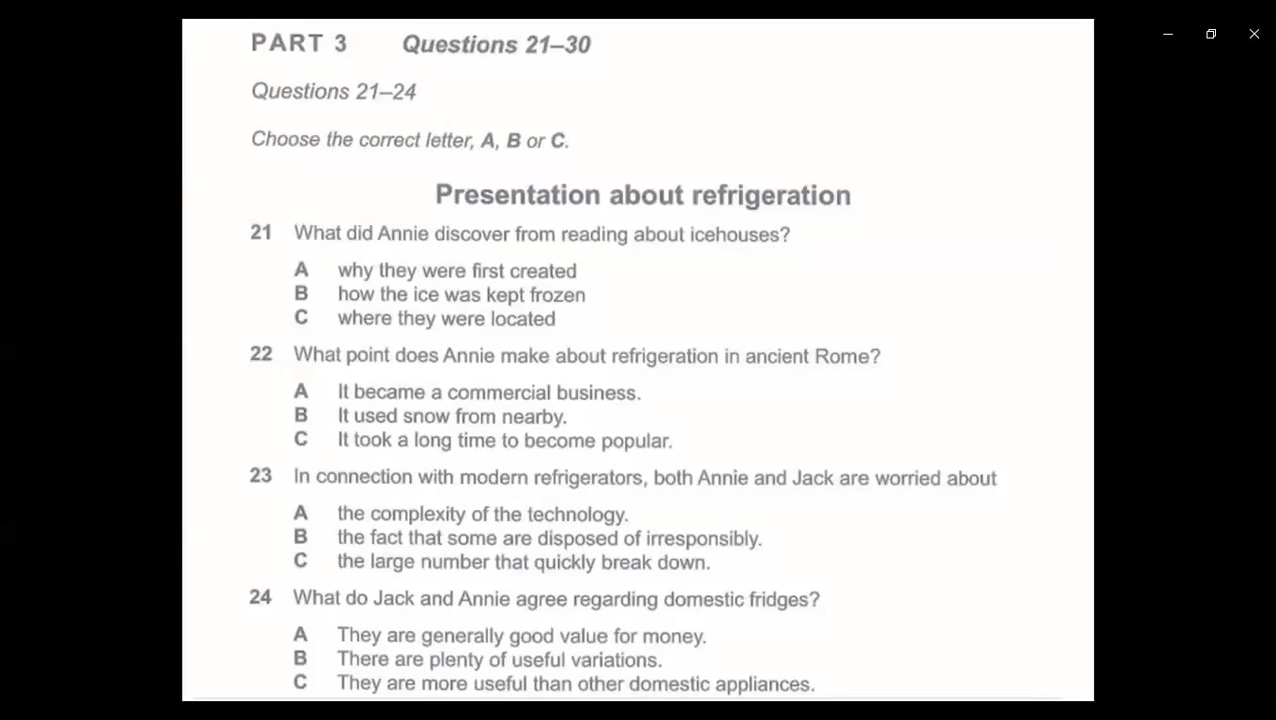 PART 3 Questions 21–30
Questions 21–24
Choose the correct letter, A, B or C.
Presentation about refrigeration
21 What did Annie discover from reading about icehouses?
A why they were first created
B how the ice was kept frozen
C where they were located
22 What point does Annie make about refrigeration in ancient Rome?
A It became a commercial business.
B It used snow from nearby.
C It took a long time to become popular.
23 In connection with modern refrigerators, both Annie and Jack are worried about
A the complexity of the technology.
B the fact that some are disposed of irresponsibly.
C the large number that quickly break down.
24 What do Jack and Annie agree regarding domestic fridges?
A They are generally good value for money.
B There are plenty of useful variations.
C They are more useful than other domestic appliances.